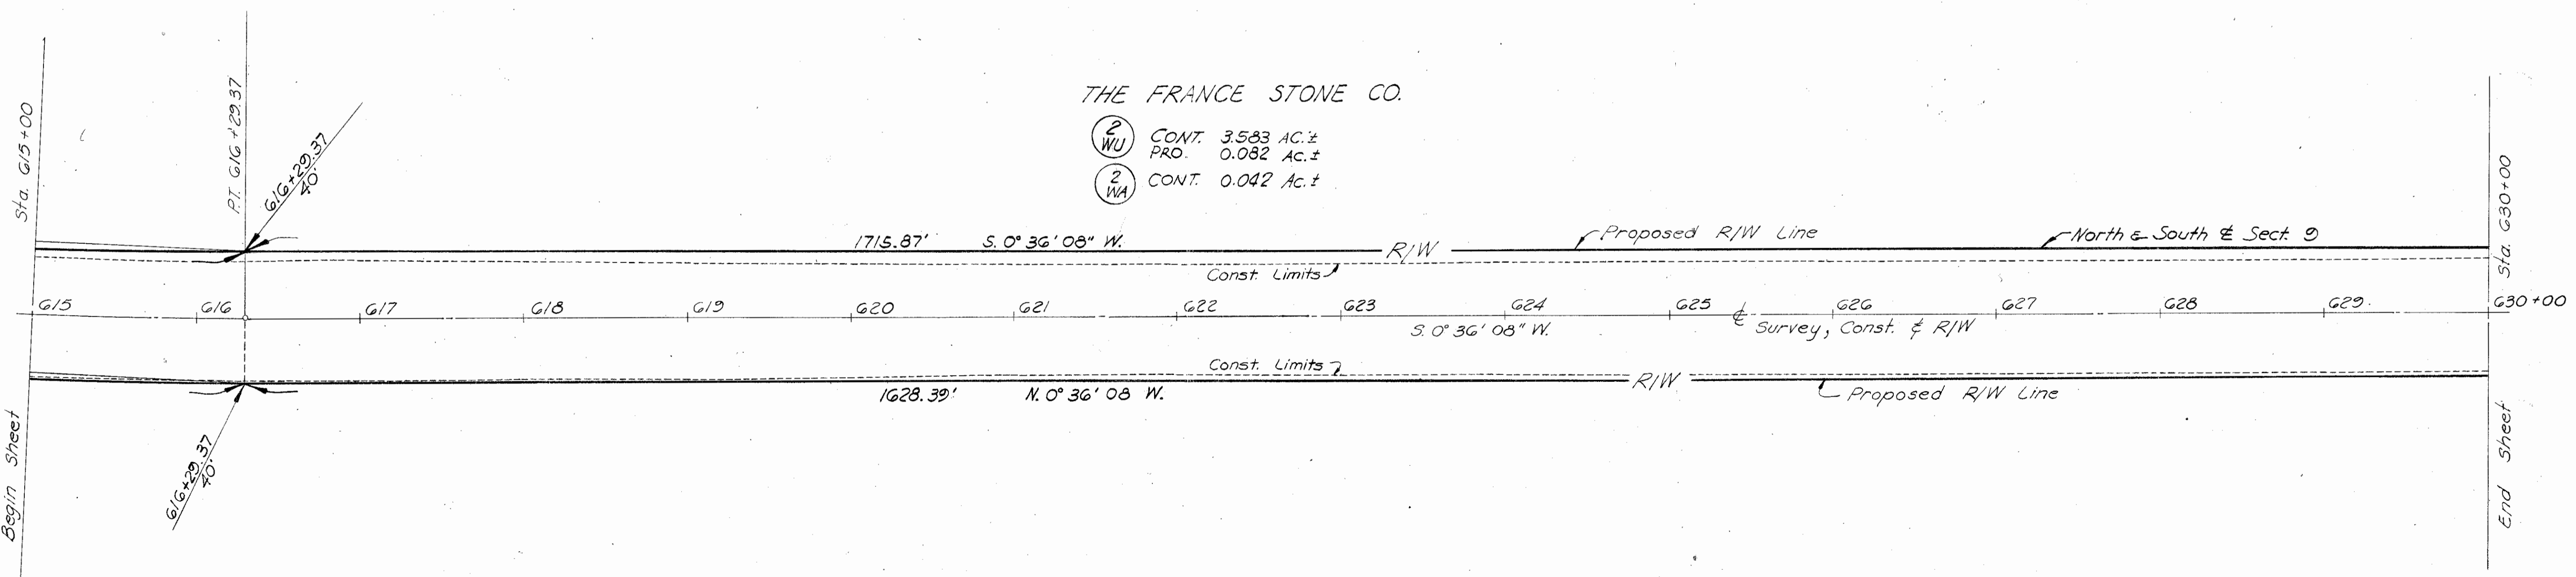 THE FRANCE STONE CO.
2 WU CONT. 3.583 AC.±
PRO. 0.082 AC.±
2 WA CONT. 0.042 Ac.±
Sta. 615+00
P.T. 616+29.37
616+29.37
40'
1715.87' S. 0° 36' 08" W.
R/W
Proposed R/W Line
North & South ℄ Sect. 9
Sta. 630+00
Const. Limits
615 616 617 618 619 620 621 622 623 624 625 626 627 628 629 630+00
S. 0° 36' 08" W.
℄ Survey, Const. & R/W
Const. Limits
1628.39' N. 0° 36' 08 W.
R/W
Proposed R/W Line
616+29.37
40'
Begin Sheet
End Sheet